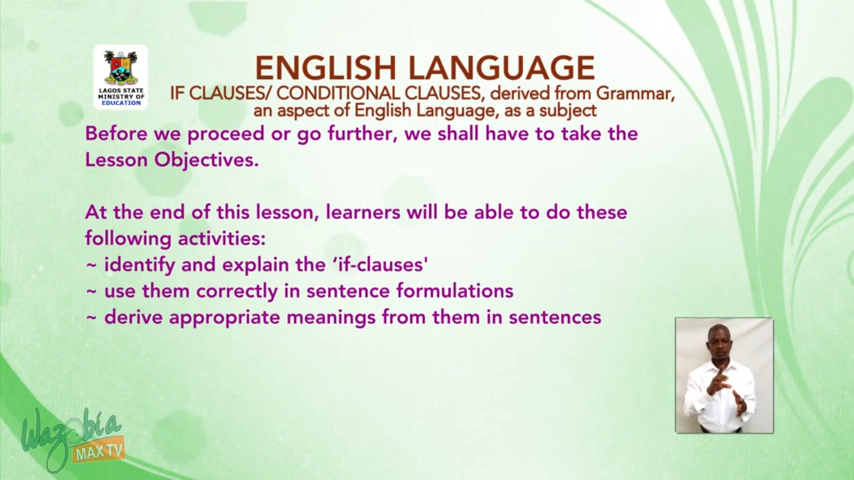 LAGOS STATE
MINISTRY OF
EDUCATION
ENGLISH LANGUAGE
IF CLAUSES/ CONDITIONAL CLAUSES, derived from Grammar,
an aspect of English Language, as a subject
Before we proceed or go further, we shall have to take the
Lesson Objectives.
At the end of this lesson, learners will be able to do these
following activities:
~ identify and explain the ‘if-clauses'
~ use them correctly in sentence formulations
~ derive appropriate meanings from them in sentences
Wazobia
MAX TV